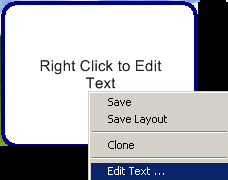 Right Click to Edit
Text
Save
Save Layout
Clone
Edit Text ...